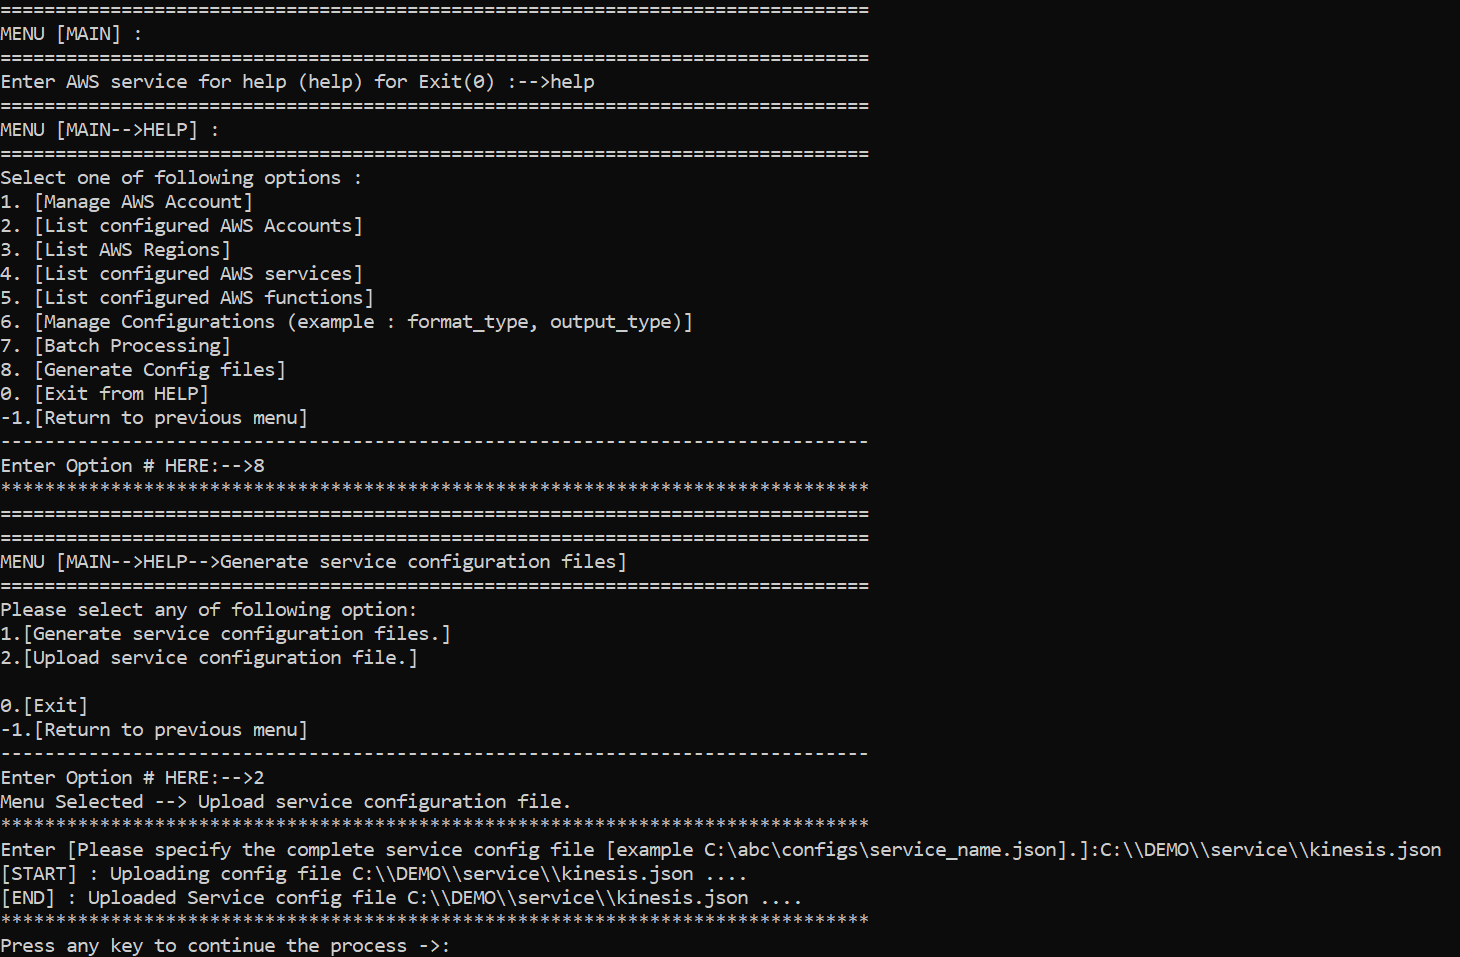 ===============================================================================
MENU [MAIN] :
===============================================================================
Enter AWS service for help (help) for Exit(0) :-->help
===============================================================================
MENU [MAIN-->HELP] :
===============================================================================
Select one of following options :
1. [Manage AWS Account]
2. [List configured AWS Accounts]
3. [List AWS Regions]
4. [List configured AWS services]
5. [List configured AWS functions]
6. [Manage Configurations (example : format_type, output_type)]
7. [Batch Processing]
8. [Generate Config files]
0. [Exit from HELP]
-1.[Return to previous menu]
-------------------------------------------------------------------------------
Enter Option # HERE:-->8
*******************************************************************************
===============================================================================
===============================================================================
MENU [MAIN-->HELP-->Generate service configuration files]
===============================================================================
Please select any of following option:
1.[Generate service configuration files.]
2.[Upload service configuration file.]
0.[Exit]
-1.[Return to previous menu]
-------------------------------------------------------------------------------
Enter Option # HERE:-->2
Menu Selected --> Upload service configuration file.
*******************************************************************************
Enter [Please specify the complete service config file [example C:\abc\configs\service_name.json].]:C:\\DEMO\\service\\kinesis.json
[START] : Uploading config file C:\\DEMO\\service\\kinesis.json ....
[END] : Uploaded Service config file C:\\DEMO\\service\\kinesis.json ....
*******************************************************************************
Press any key to continue the process ->: